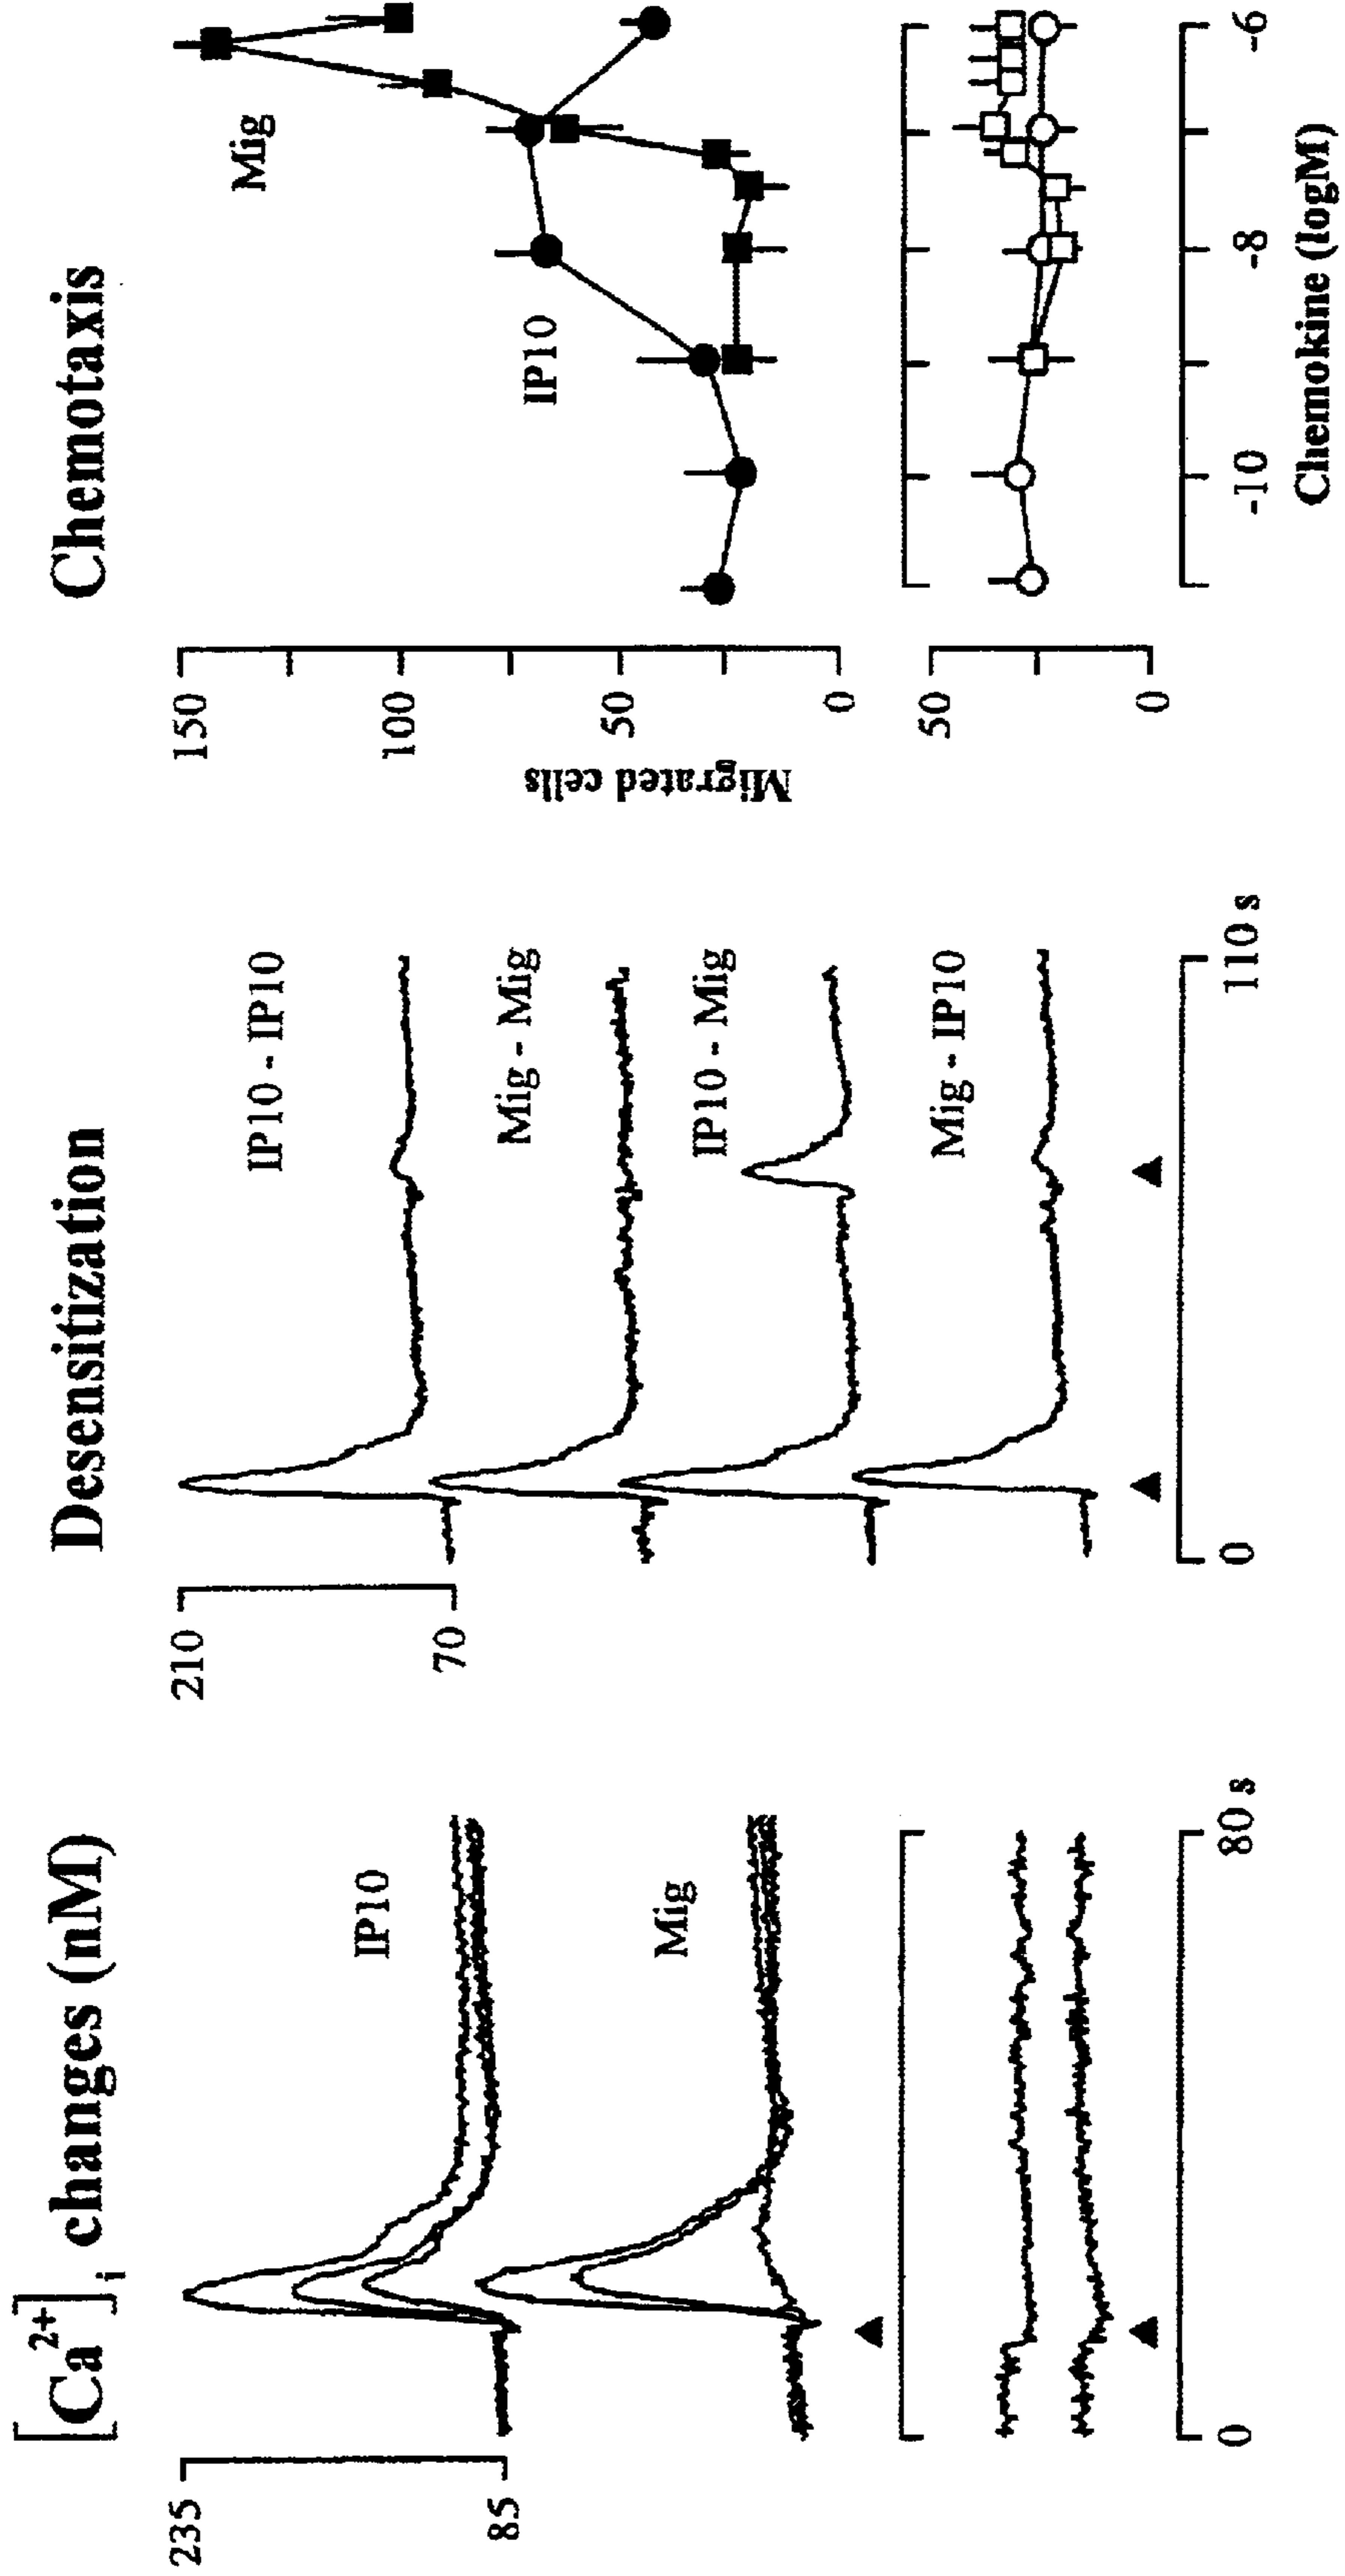 [Ca2+]i changes (nM)
235
85
IP10
Mig
0
80 s
Desensitization
210
70
IP10 - IP10
Mig - Mig
IP10 - Mig
Mig - IP10
0
110 s
Chemotaxis
Migrated cells
150
100
50
0
50
0
Mig
IP10
-10
-8
-6
Chemokine (logM)